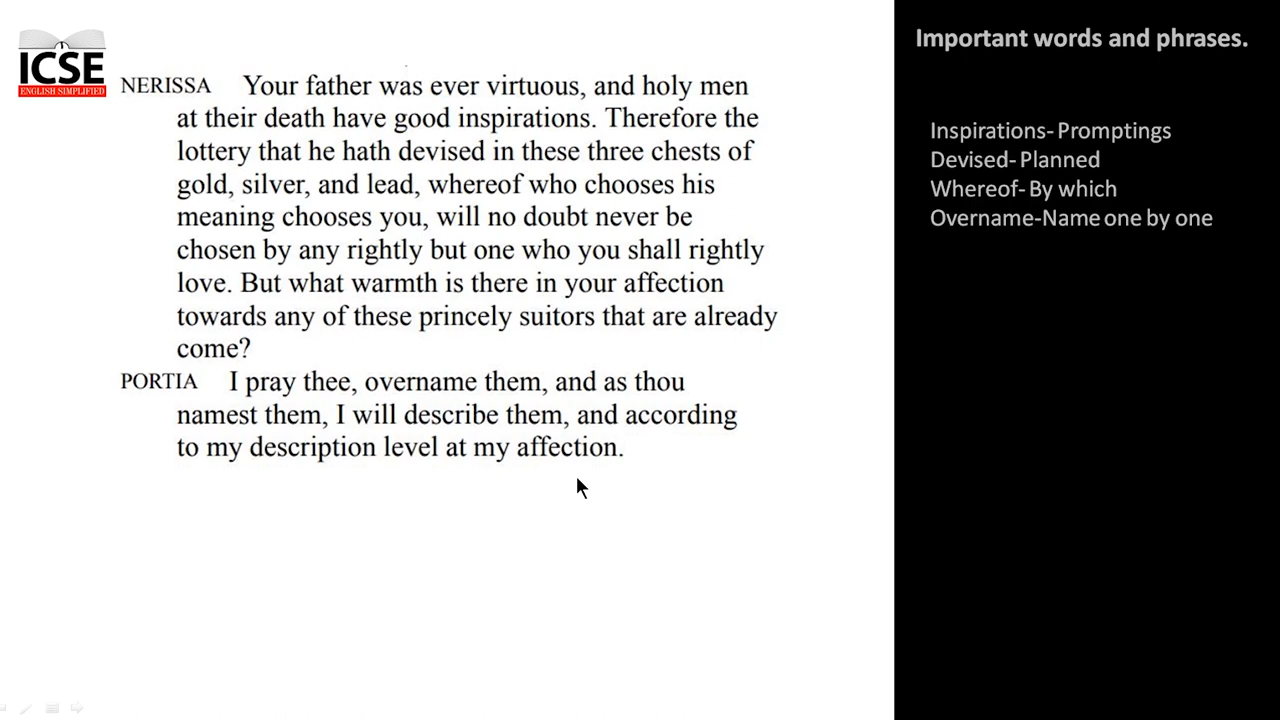 ICSE
ENGLISH SIMPLIFIED
NERISSA Your father was ever virtuous, and holy men
at their death have good inspirations. Therefore the
lottery that he hath devised in these three chests of
gold, silver, and lead, whereof who chooses his
meaning chooses you, will no doubt never be
chosen by any rightly but one who you shall rightly
love. But what warmth is there in your affection
towards any of these princely suitors that are already
come?
PORTIA I pray thee, overname them, and as thou
namest them, I will describe them, and according
to my description level at my affection.
Important words and phrases.
Inspirations- Promptings
Devised- Planned
Whereof- By which
Overname-Name one by one